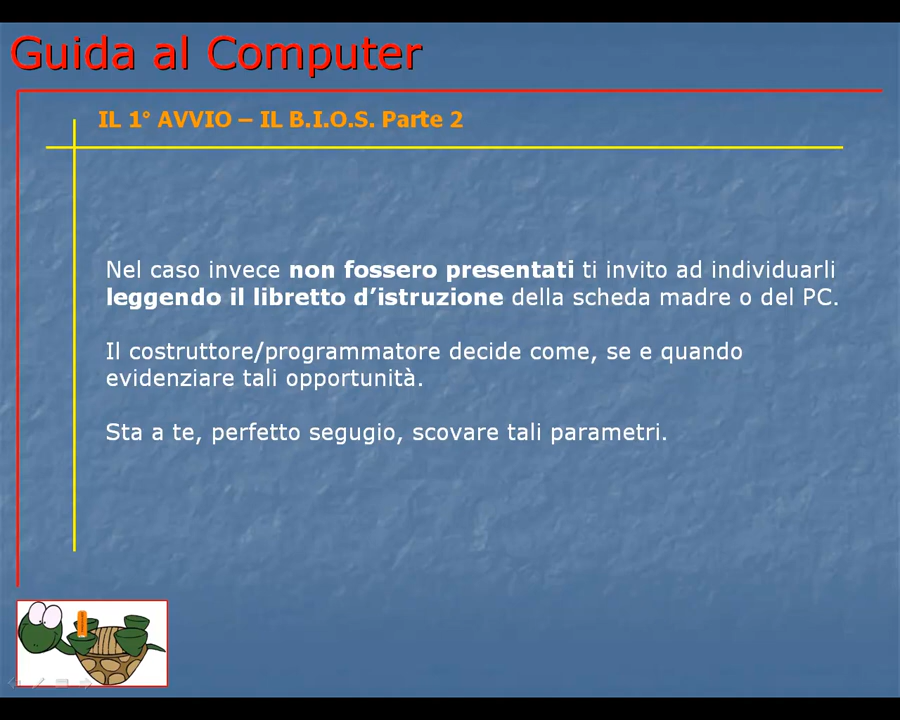 Guida al Computer
IL 1° AVVIO – IL B.I.O.S. Parte 2
Nel caso invece non fossero presentati ti invito ad individuarli
leggendo il libretto d’istruzione della scheda madre o del PC.
Il costruttore/programmatore decide come, se e quando
evidenziare tali opportunità.
Sta a te, perfetto segugio, scovare tali parametri.